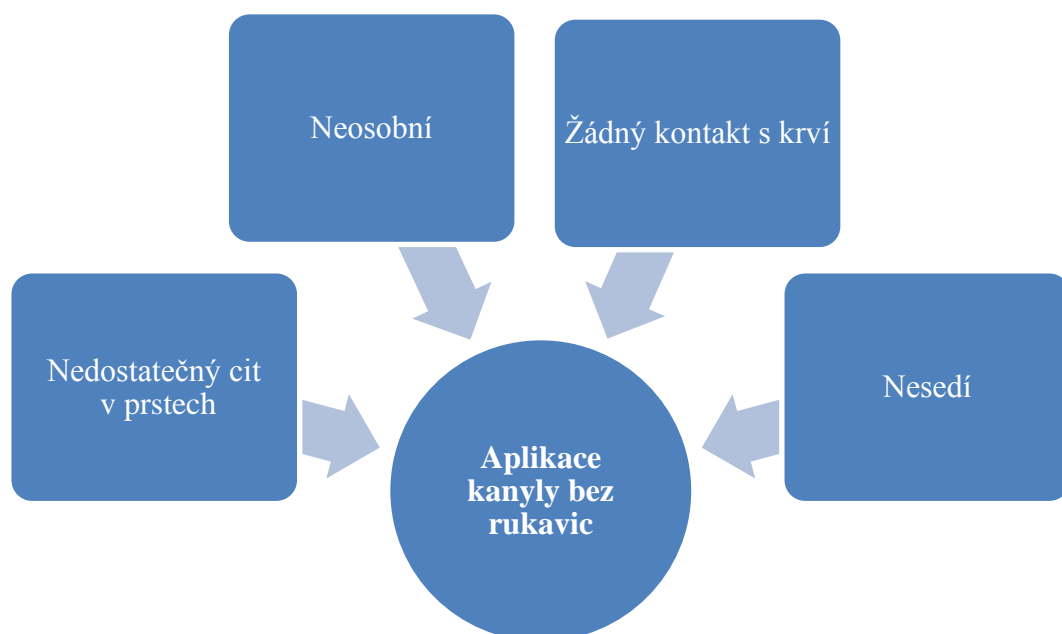 Neosobní
Žádný kontakt s krví
Nedostatečný cit
v prstech
Nesedí
Aplikace
kanyly bez
rukavic